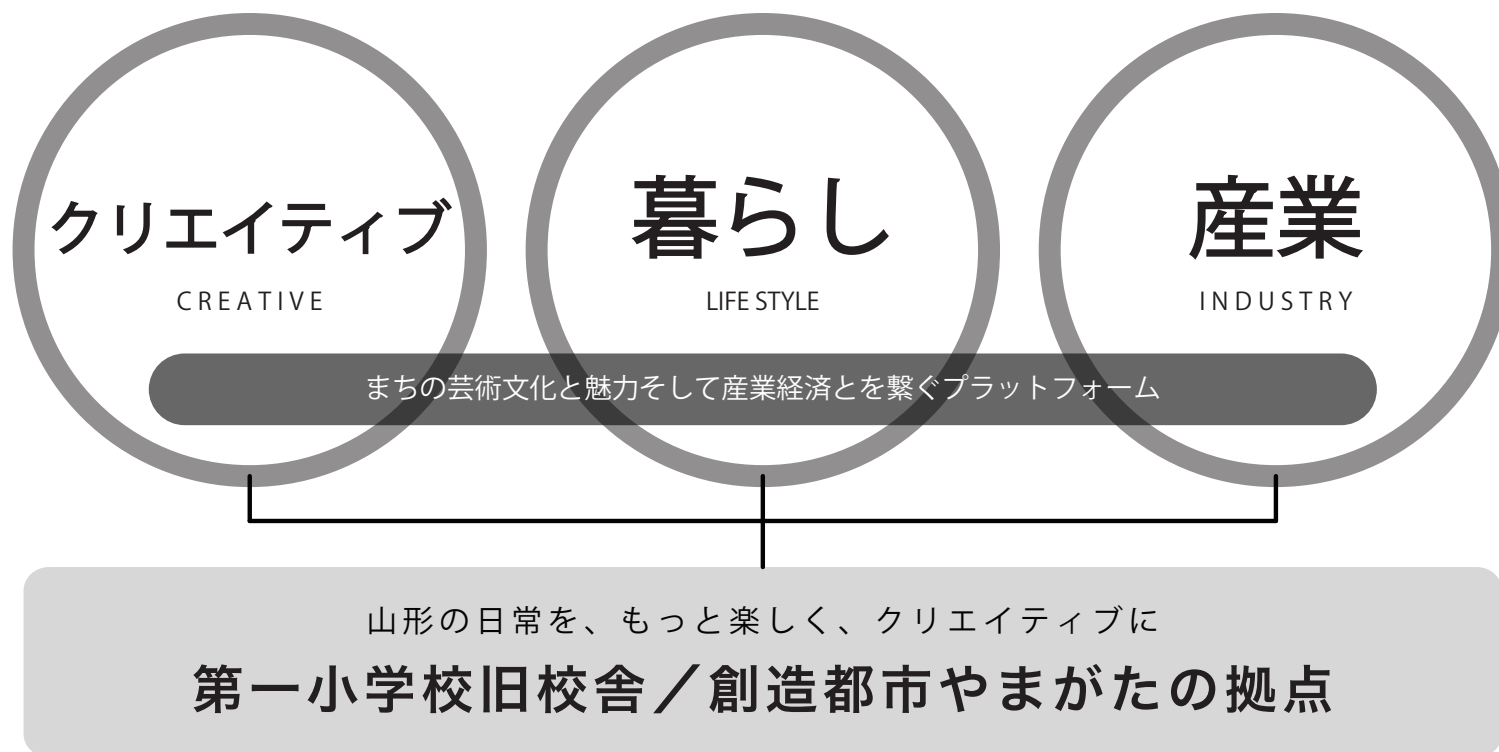 クリエイティブ
CREATIVE
暮らし
LIFE STYLE
産業
INDUSTRY
まちの芸術文化と魅力そして産業経済とを繋ぐプラットフォーム
山形の日常を、もっと楽しく、クリエイティブに
第一小学校旧校舎／創造都市やまがたの拠点